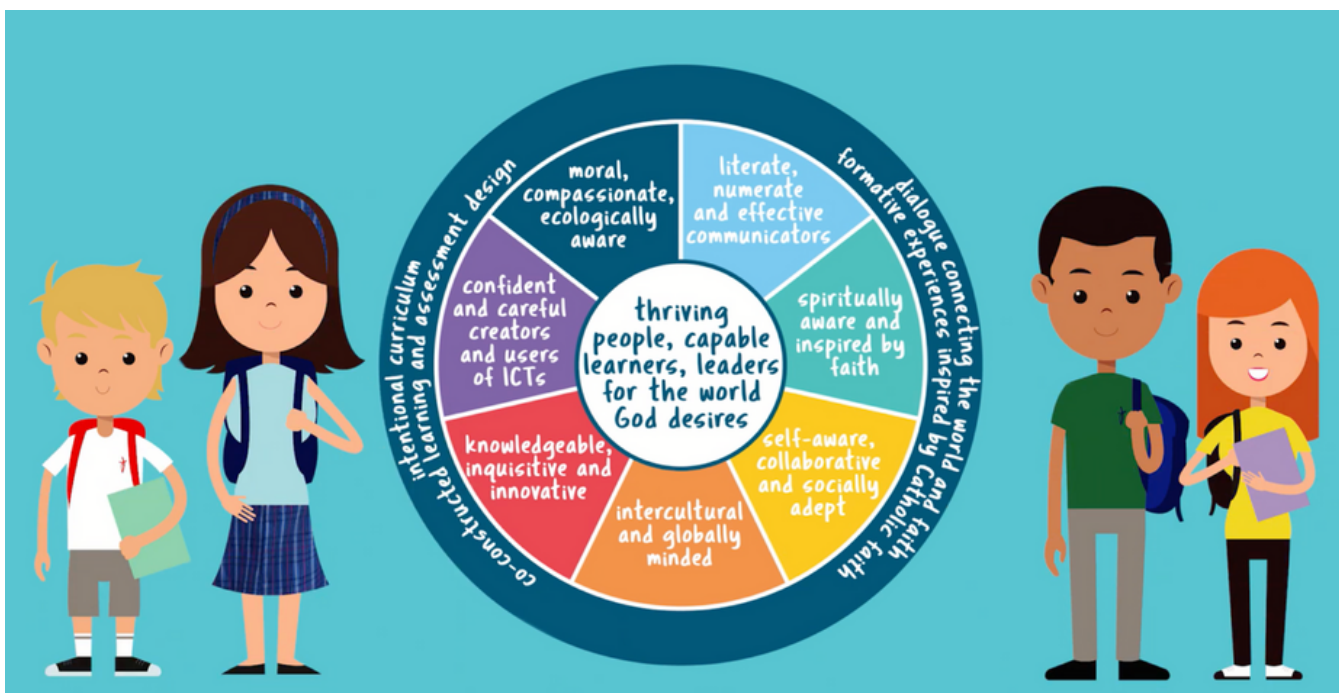 intentional curriculum
co-constructed learning and assessment design
dialogue connecting the world and faith
formative experiences inspired by Catholic faith
moral,
compassionate,
ecologically
aware
literate,
numerate
and effective
communicators
spiritually
aware and
inspired by
faith
self-aware,
collaborative
and socially
adept
intercultural
and globally
minded
knowledgeable,
inquisitive and
innovative
confident
and careful
creators
and users
of ICTs
thriving
people, capable
learners, leaders
for the world
God desires